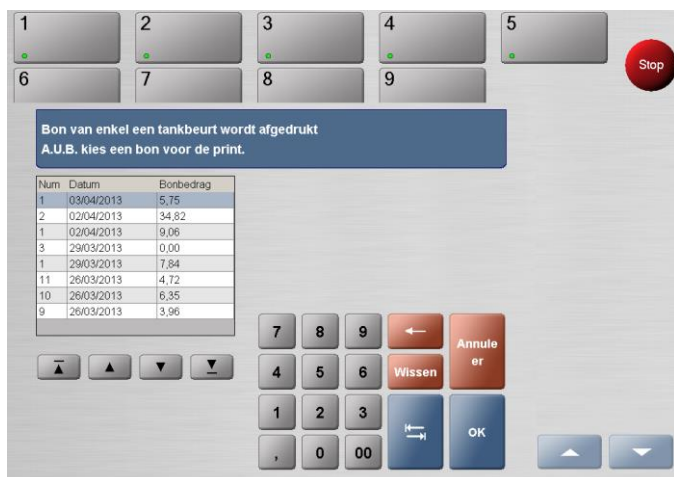 1 2 3 4 5
Stop
6 7 8 9
Bon van enkel een tankbeurt wordt afgedrukt
A.U.B. kies een bon voor de print.
Num Datum Bonbedrag
1 03/04/2013 5,75
2 02/04/2013 34,82
1 02/04/2013 9,06
3 29/03/2013 0,00
1 29/03/2013 7,84
11 26/03/2013 4,72
10 26/03/2013 6,35
9 26/03/2013 3,96
7 8 9
Annule
er
4 5 6 Wissen
1 2 3
OK
, 0 00